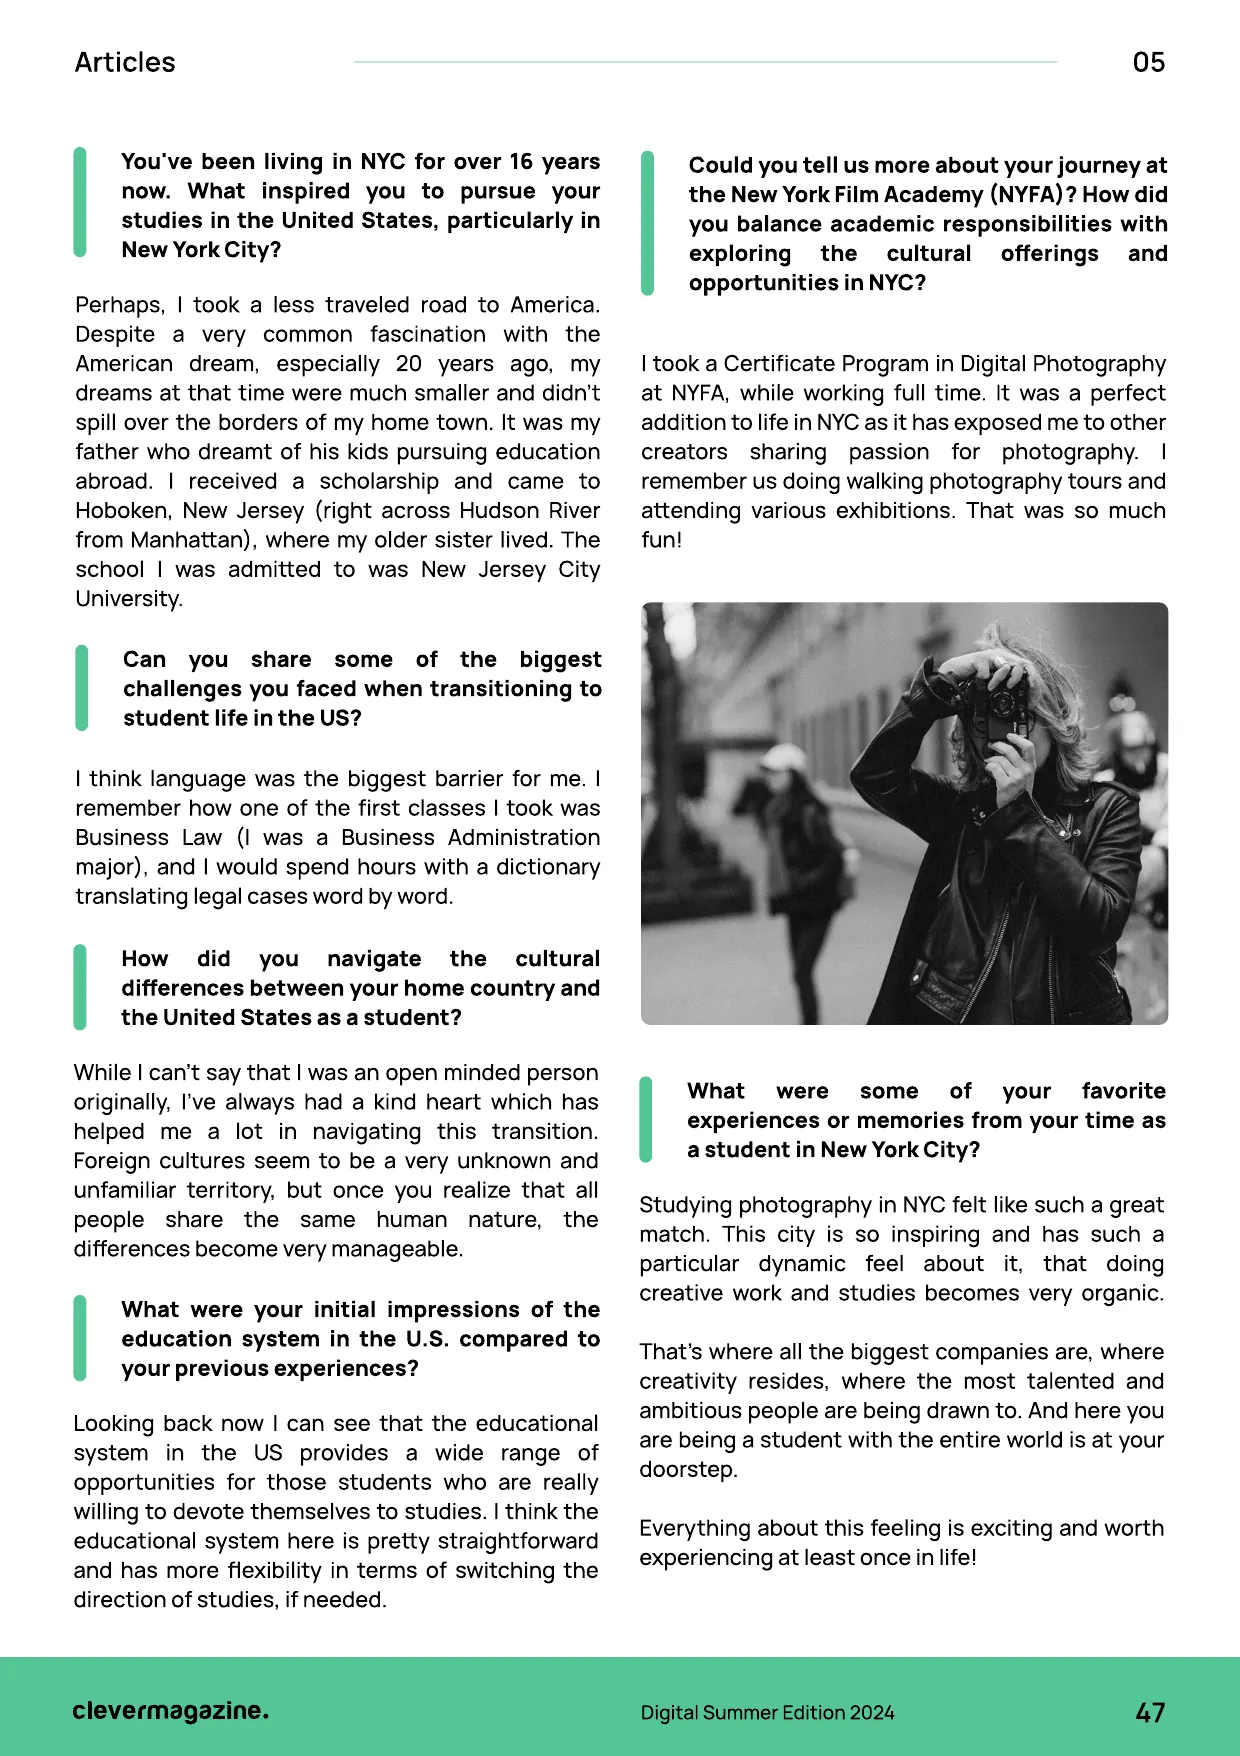 Articles
05
You've been living in NYC for over 16 years
now. What inspired you to pursue your
studies in the United States, particularly in
New York City?
Perhaps, I took a less traveled road to America.
Despite a very common fascination with the
American dream, especially 20 years ago, my
dreams at that time were much smaller and didn't
spill over the borders of my home town. It was my
father who dreamt of his kids pursuing education
abroad. I received a scholarship and came to
Hoboken, New Jersey (right across Hudson River
from Manhattan), where my older sister lived. The
school I was admitted to was New Jersey City
University.
Can you share some of the biggest
challenges you faced when transitioning to
student life in the US?
I think language was the biggest barrier for me. I
remember how one of the first classes I took was
Business Law (I was a Business Administration
major), and I would spend hours with a dictionary
translating legal cases word by word.
How did you navigate the cultural
differences between your home country and
the United States as a student?
While I can't say that I was an open minded person
originally, I've always had a kind heart which has
helped me a lot in navigating this transition.
Foreign cultures seem to be a very unknown and
unfamiliar territory, but once you realize that all
people share the same human nature, the
differences become very manageable.
What were your initial impressions of the
education system in the U.S. compared to
your previous experiences?
Looking back now I can see that the educational
system in the US provides a wide range of
opportunities for those students who are really
willing to devote themselves to studies. I think the
educational system here is pretty straightforward
and has more flexibility in terms of switching the
direction of studies, if needed.
Could you tell us more about your journey at
the New York Film Academy (NYFA)? How did
you balance academic responsibilities with
exploring the cultural offerings and
opportunities in NYC?
I took a Certificate Program in Digital Photography
at NYFA, while working full time. It was a perfect
addition to life in NYC as it has exposed me to other
creators sharing passion for photography. I
remember us doing walking photography tours and
attending various exhibitions. That was so much
fun!
What were some of your favorite
experiences or memories from your time as
a student in New York City?
Studying photography in NYC felt like such a great
match. This city is so inspiring and has such a
particular dynamic feel about it, that doing
creative work and studies becomes very organic.
That's where all the biggest companies are, where
creativity resides, where the most talented and
ambitious people are being drawn to. And here you
are being a student with the entire world is at your
doorstep.
Everything about this feeling is exciting and worth
experiencing at least once in life!
clevermagazine.
Digital Summer Edition 2024
47